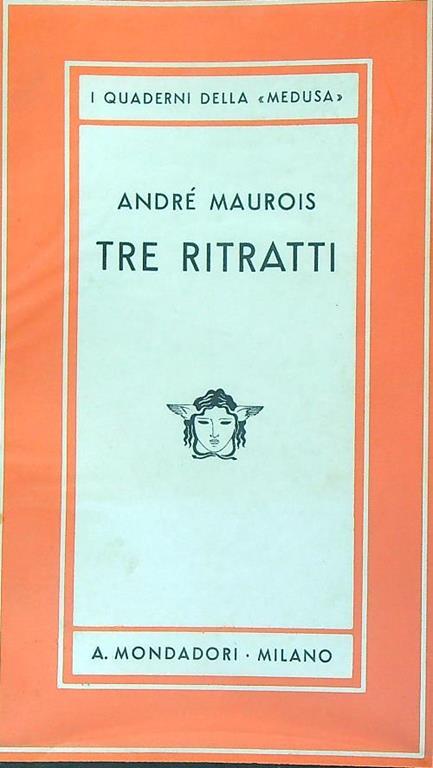 I QUADERNI DELLA «MEDUSA»
ANDRÉ MAUROIS
TRE RITRATTI
A. MONDADORI · MILANO